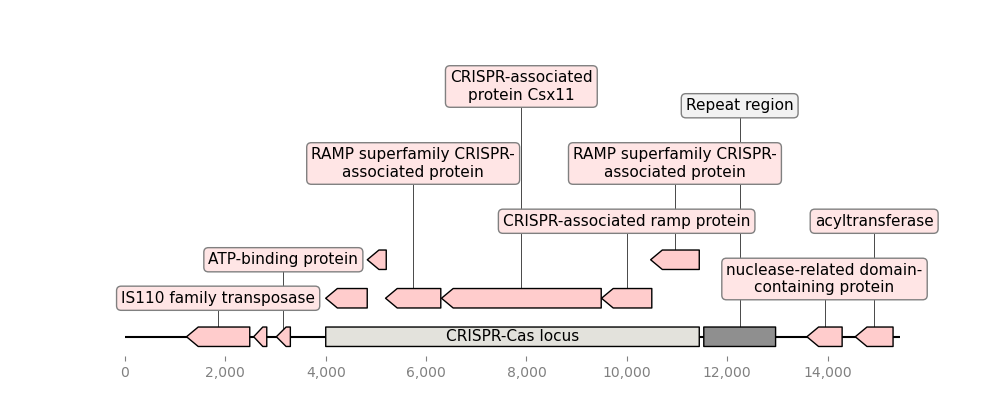 CRISPR-associated
protein Csx11
Repeat region
RAMP superfamily CRISPR-
associated protein
RAMP superfamily CRISPR-
associated protein
CRISPR-associated ramp protein
acyltransferase
ATP-binding protein
nuclease-related domain-
containing protein
IS110 family transposase
CRISPR-Cas locus
0
2,000
4,000
6,000
8,000
10,000
12,000
14,000